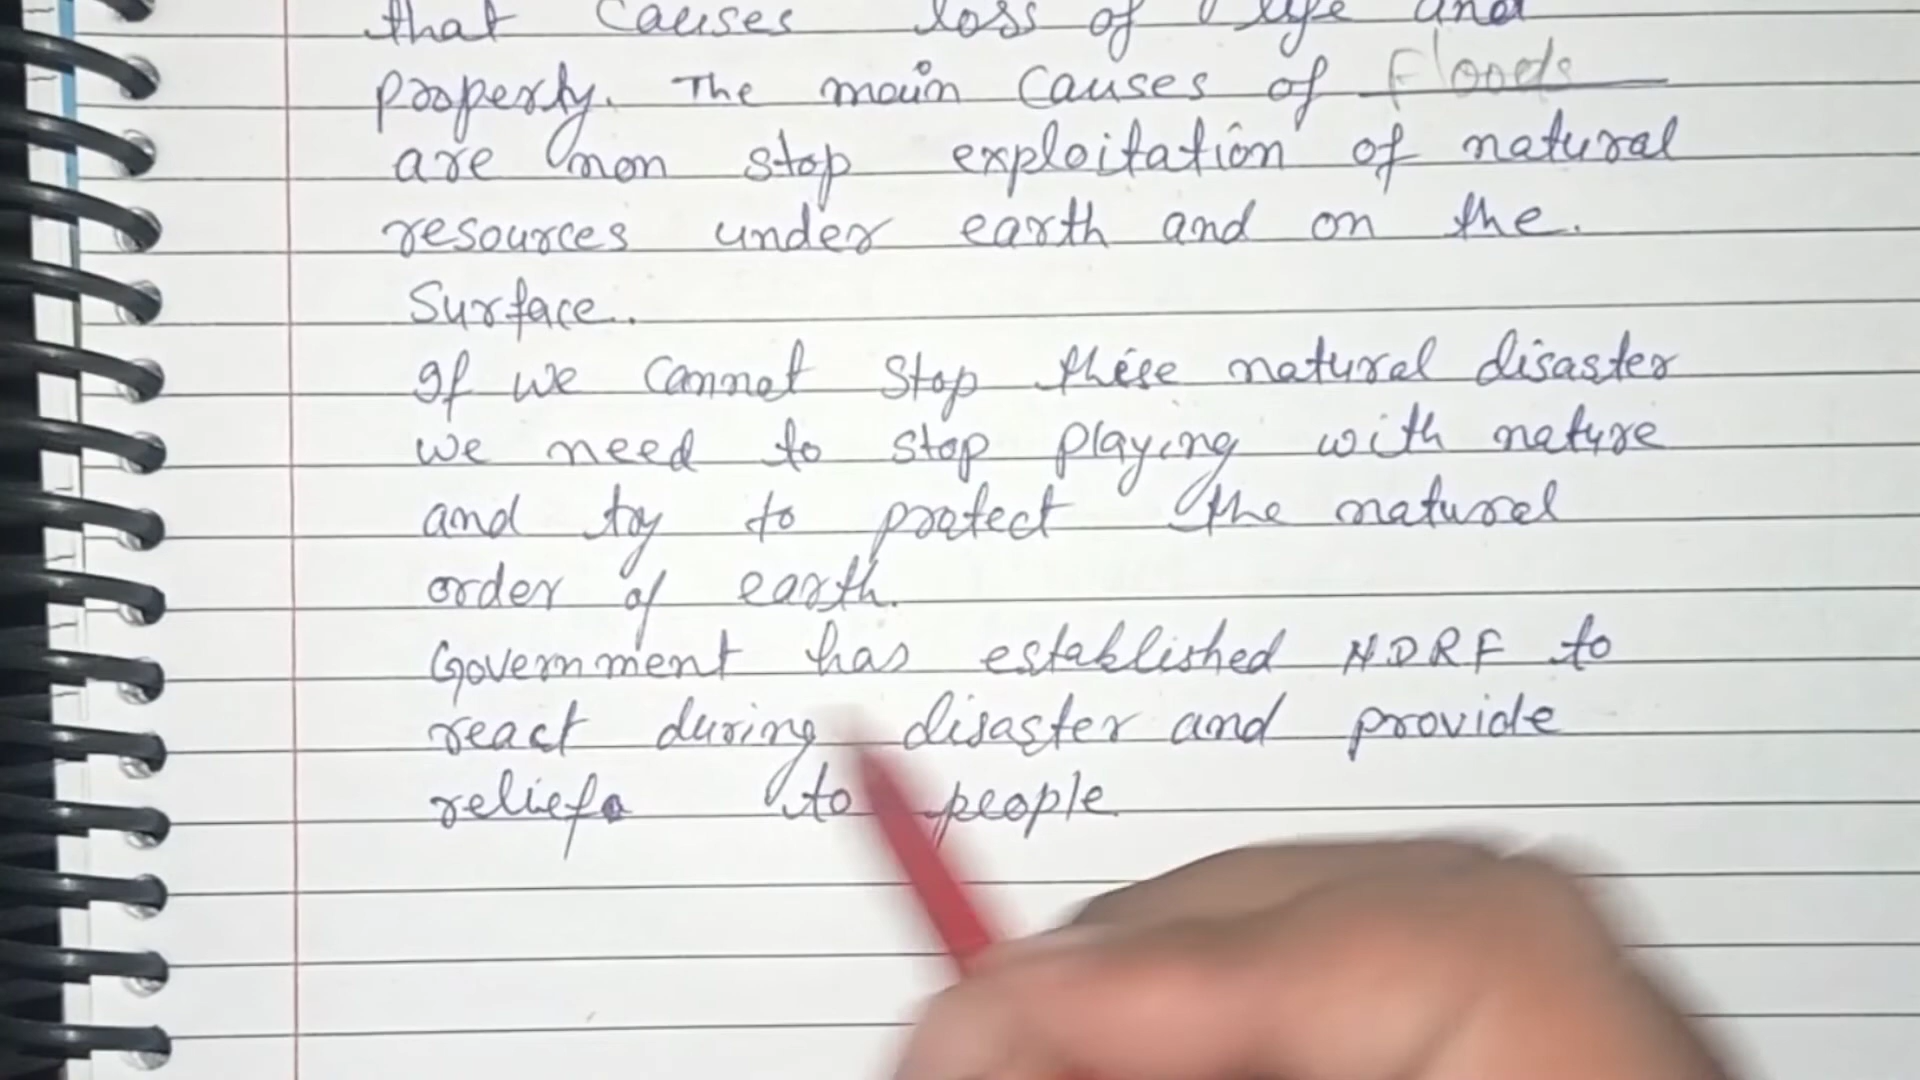 that causes loss of life and
property. The main causes of Floods
are non stop exploitation of natural
resources under earth and on the.
Surface..
If we cannot stop these natural disaster
we need to stop playing with nature
and try to protect the natural
order of earth.
Government has established NDRF to
react during disaster and provide
relief to people